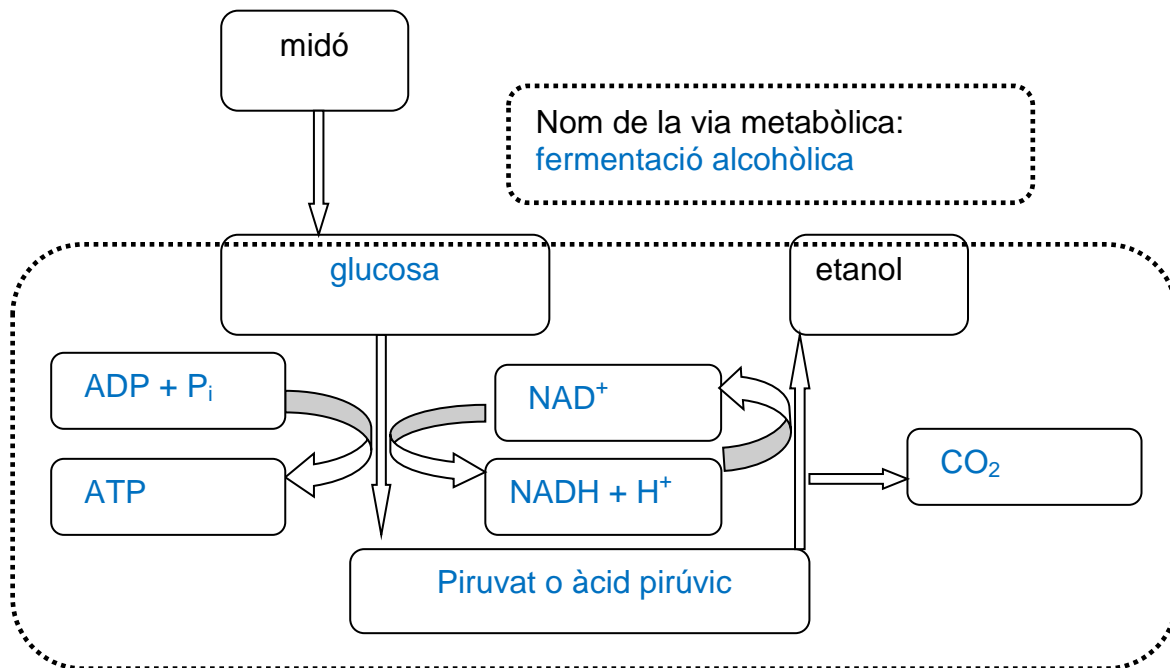 midó
Nom de la via metabòlica:
fermentació alcohòlica
glucosa
etanol
ADP + Pᵢ
NAD⁺
ATP
NADH + H⁺
CO₂
Piruvat o àcid pirúvic